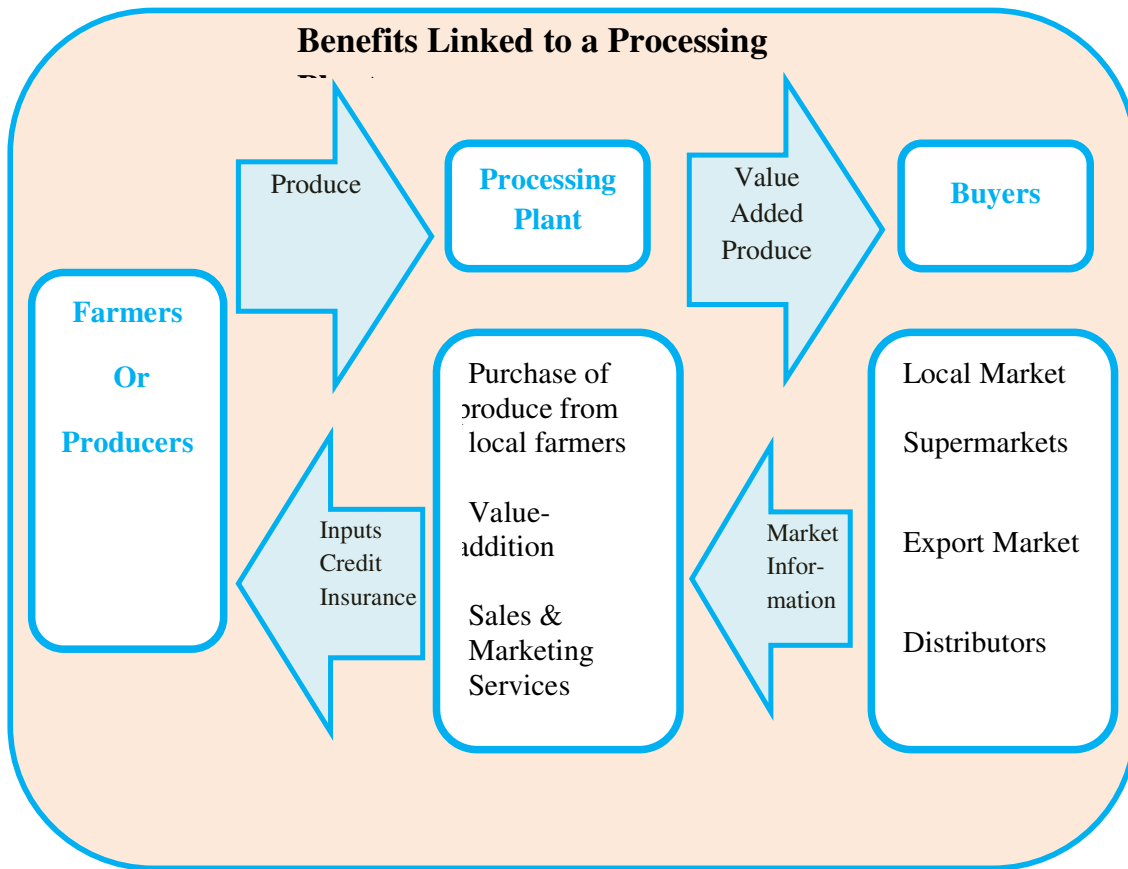 Benefits Linked to a Processing
Produce
Processing
Plant
Value
Added
Produce
Buyers
Farmers
Or
Producers
Purchase of
produce from
local farmers
Value-
addition
Sales &
Marketing
Services
Inputs
Credit
Insurance
Market
Infor-
mation
Local Market
Supermarkets
Export Market
Distributors